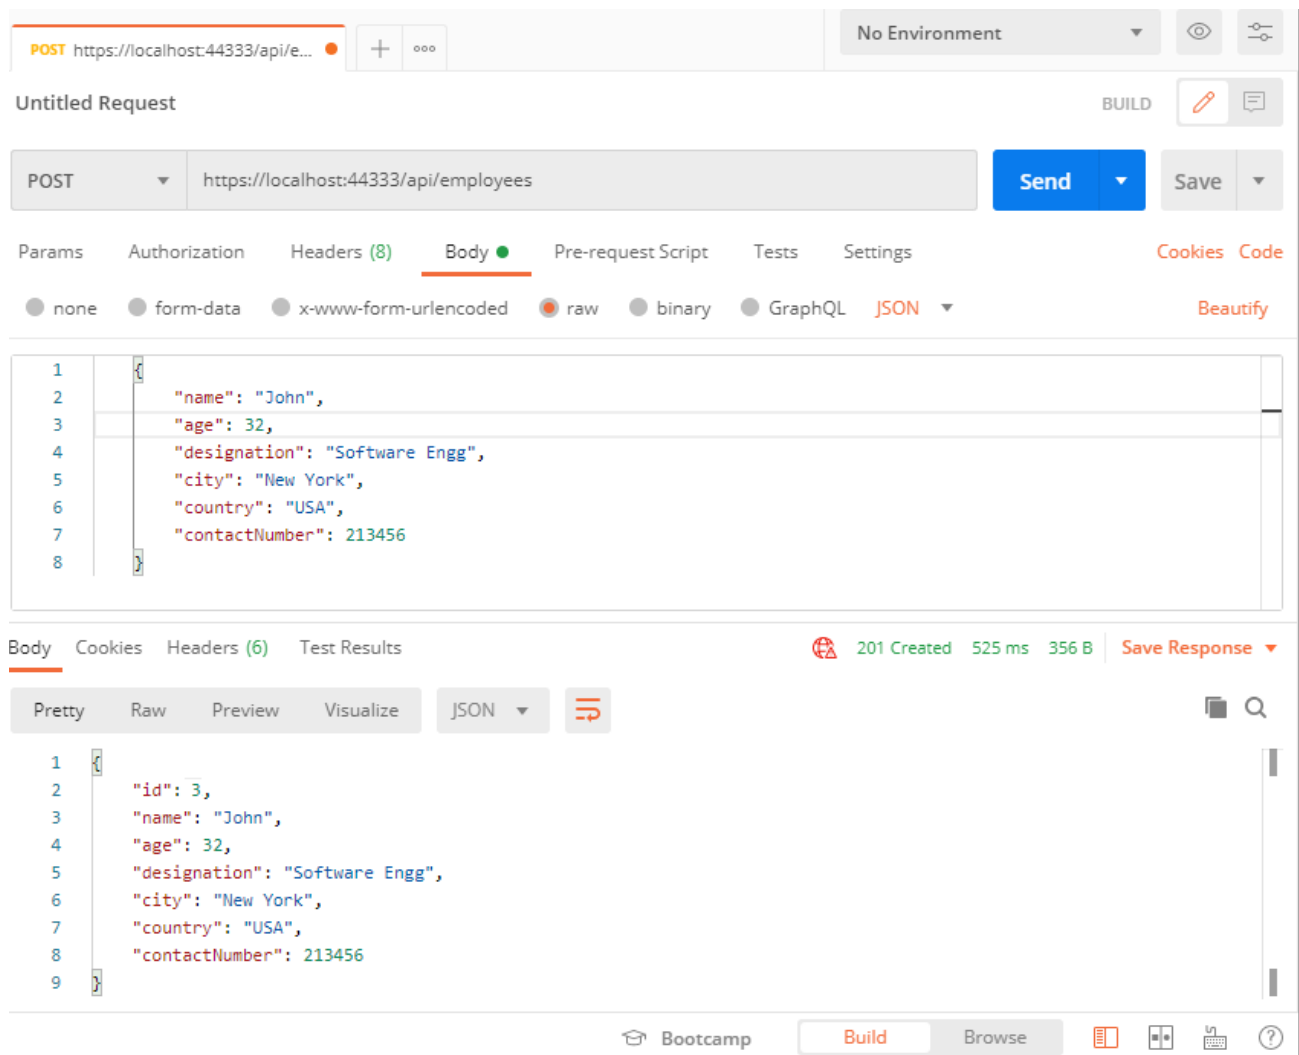 POST https://localhost:44333/api/e... No Environment
Untitled Request BUILD
POST https://localhost:44333/api/employees Send Save
Params Authorization Headers (8) Body Pre-request Script Tests Settings Cookies Code
none form-data x-www-form-urlencoded raw binary GraphQL JSON Beautify
1 {
2 "name": "John",
3 "age": 32,
4 "designation": "Software Engg",
5 "city": "New York",
6 "country": "USA",
7 "contactNumber": 213456
8 }
Body Cookies Headers (6) Test Results 201 Created 525 ms 356 B Save Response
Pretty Raw Preview Visualize JSON
1 {
2 "id": 3,
3 "name": "John",
4 "age": 32,
5 "designation": "Software Engg",
6 "city": "New York",
7 "country": "USA",
8 "contactNumber": 213456
9 }
Bootcamp Build Browse